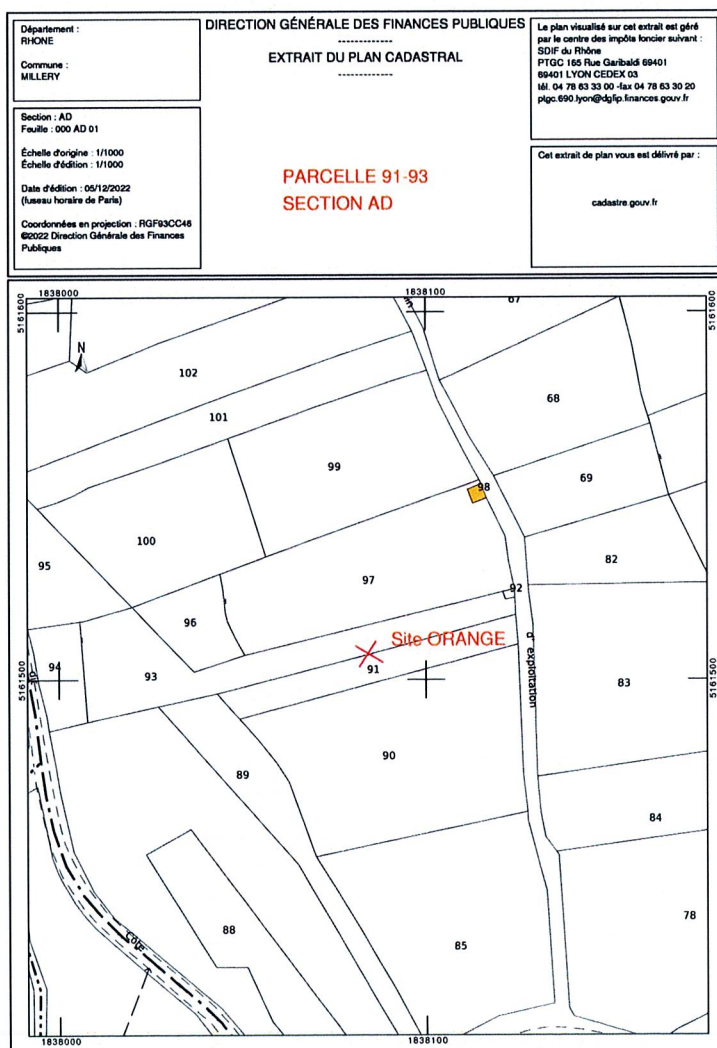 Département :
RHONE
Commune :
MILLERY
Section : AD
Feuille : 000 AD 01
Échelle d'origine : 1/1000
Échelle d'édition : 1/1000
Date d'édition : 05/12/2022
(fuseau horaire de Paris)
Coordonnées en projection : RGF93CC46
©2022 Direction Générale des Finances
Publiques
DIRECTION GÉNÉRALE DES FINANCES PUBLIQUES
-------------
EXTRAIT DU PLAN CADASTRAL
-------------
PARCELLE 91-93
SECTION AD
Le plan visualisé sur cet extrait est géré
par le centre des impôts foncier suivant :
SDIF du Rhône
PTGC 165 Rue Garibaldi 69401
69401 LYON CEDEX 03
tél. 04 78 63 33 00 -fax 04 78 63 30 20
ptgc.690.lyon@dgfip.finances.gouv.fr
Cet extrait de plan vous est délivré par :
cadastre.gouv.fr
1838000
1838100
5161600
5161600
N
67
102
68
101
99
69
98
100
95
82
97
92
96
Site ORANGE
94
93
91
5161500
5161500
d'exploitation
83
90
89
84
88
78
Côte
85
1838000
1838100